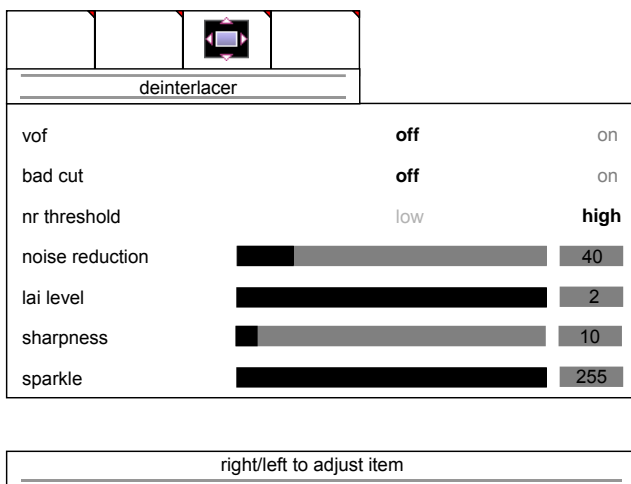 deinterlacer
vof off on
bad cut off on
nr threshold low high
noise reduction 40
lai level 2
sharpness 10
sparkle 255
right/left to adjust item